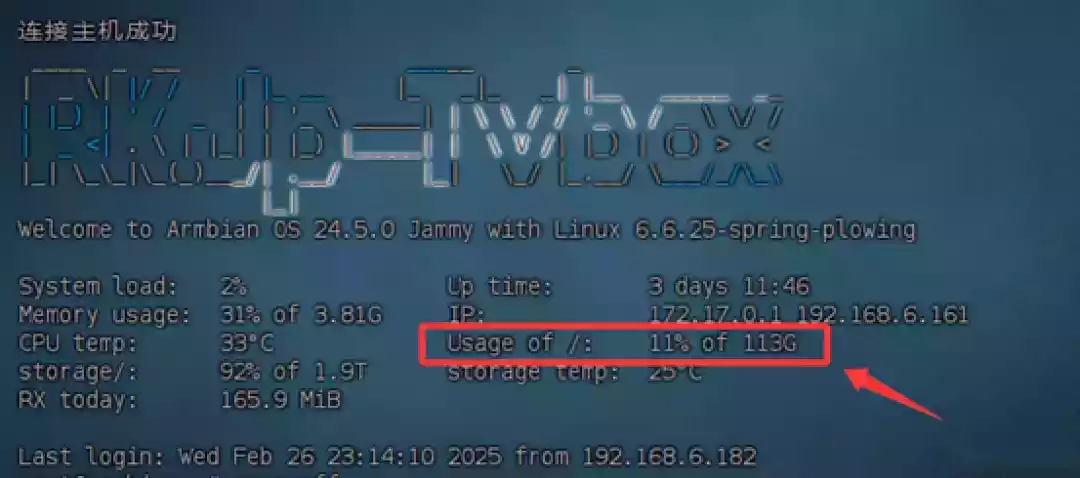 连接主机成功
RK Jp-Tvbox
Welcome to Armbian OS 24.5.0 Jammy with Linux 6.6.25-spring-plowing
System load: 2% Up time: 3 days 11:46
Memory usage: 31% of 3.81G IP: 172.17.0.1 192.168.6.161
CPU temp: 33°C Usage of /: 11% of 113G
storage/: 92% of 1.9T storage temp: 25°C
RX today: 165.9 MiB
Last login: Wed Feb 26 23:14:10 2025 from 192.168.6.182